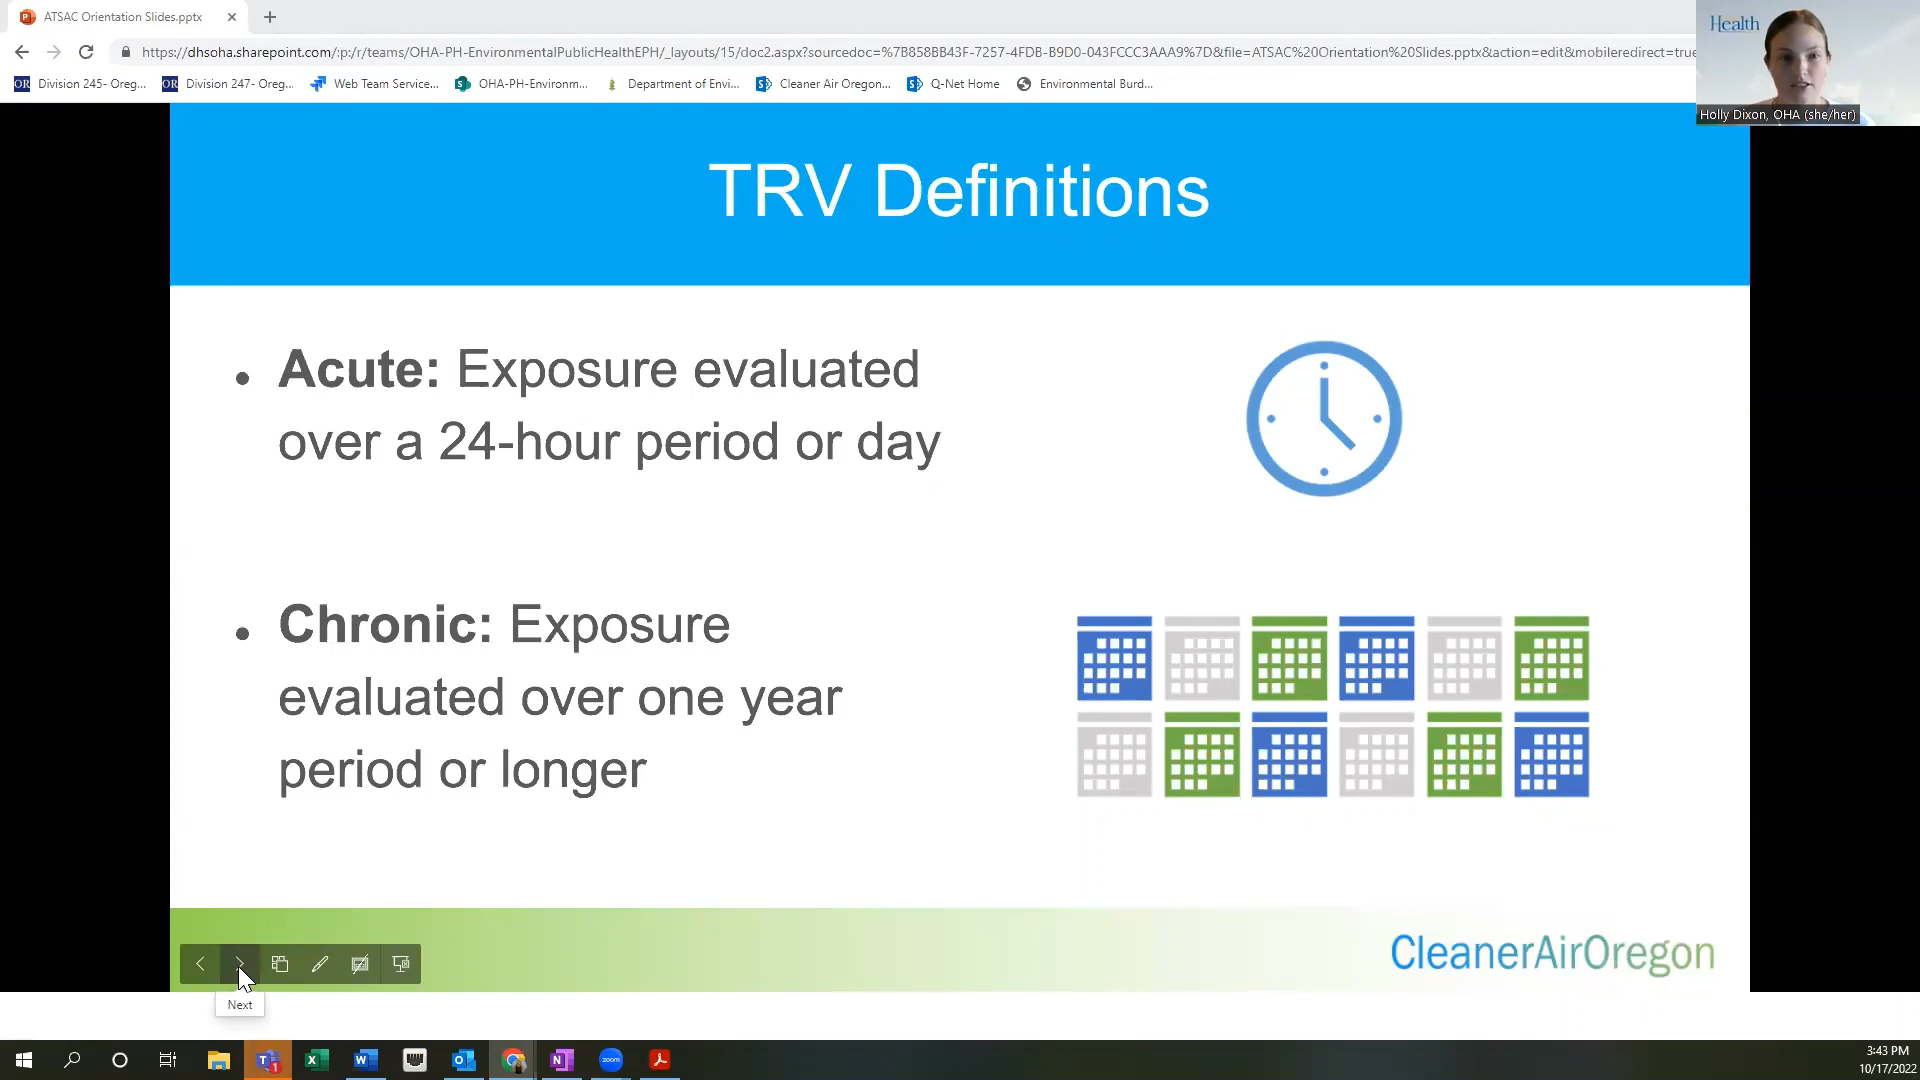 ATSAC Orientation Slides.pptx
https://dhsoha.sharepoint.com/:p:/r/teams/OHA-PH-EnvironmentalPublicHealthEPH/_layouts/15/doc2.aspx?sourcedoc=%7B858BB43F-7257-4FDB-B9D0-043FCCC3AAA9%7D&file=ATSAC%20Orientation%20Slides.pptx&action=edit&mobileredirect=true
OR Division 245- Oreg... OR Division 247- Oreg... Web Team Service... OHA-PH-Environm... Department of Envi... Cleaner Air Oregon... Q-Net Home Environmental Burd...
Health
Holly Dixon, OHA (she/her)
TRV Definitions
• Acute: Exposure evaluated
over a 24-hour period or day
• Chronic: Exposure
evaluated over one year
period or longer
CleanerAirOregon
Next
zoom
3:43 PM
10/17/2022